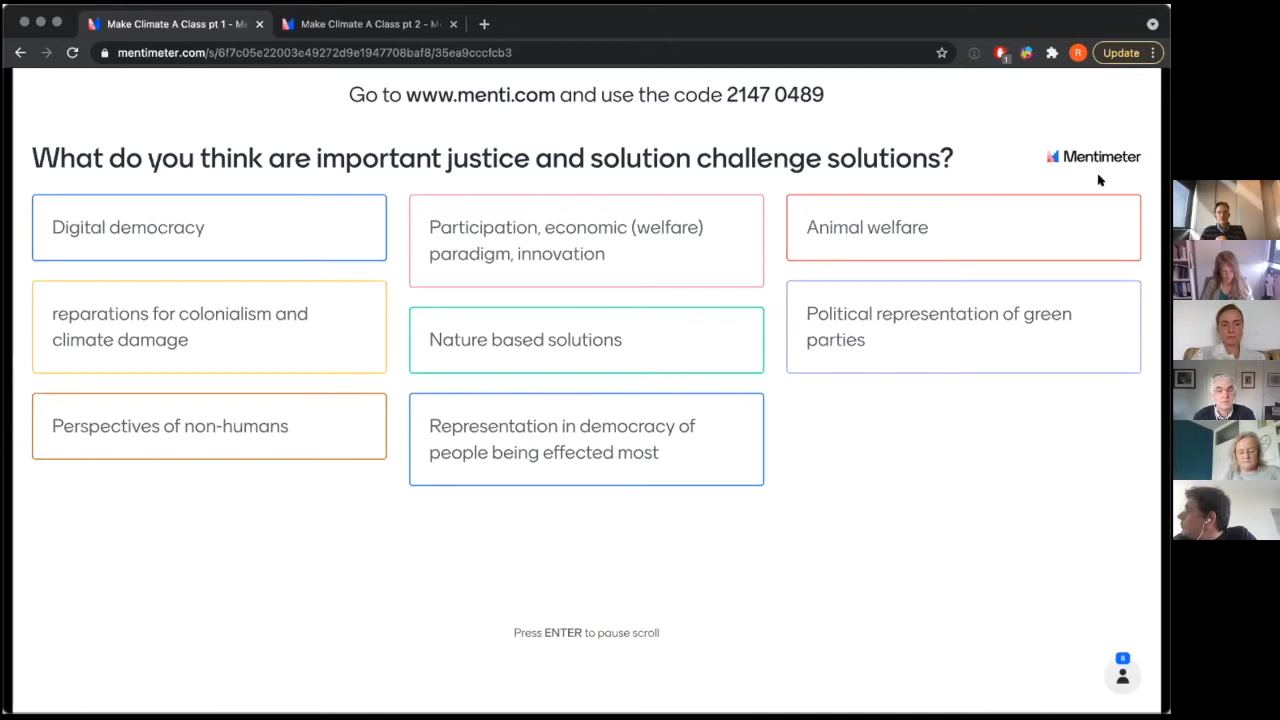 Make Climate A Class pt 1 - Me
Make Climate A Class pt 2 - M
mentimeter.com/s/6f7c05e22003e49272d9e1947708baf8/35ea9cccfcb3
1
R
Update
Go to www.menti.com and use the code 2147 0489
What do you think are important justice and solution challenge solutions?
Mentimeter
Digital democracy
Participation, economic (welfare)
paradigm, innovation
Animal welfare
reparations for colonialism and
climate damage
Nature based solutions
Political representation of green
parties
Perspectives of non-humans
Representation in democracy of
people being effected most
Press ENTER to pause scroll